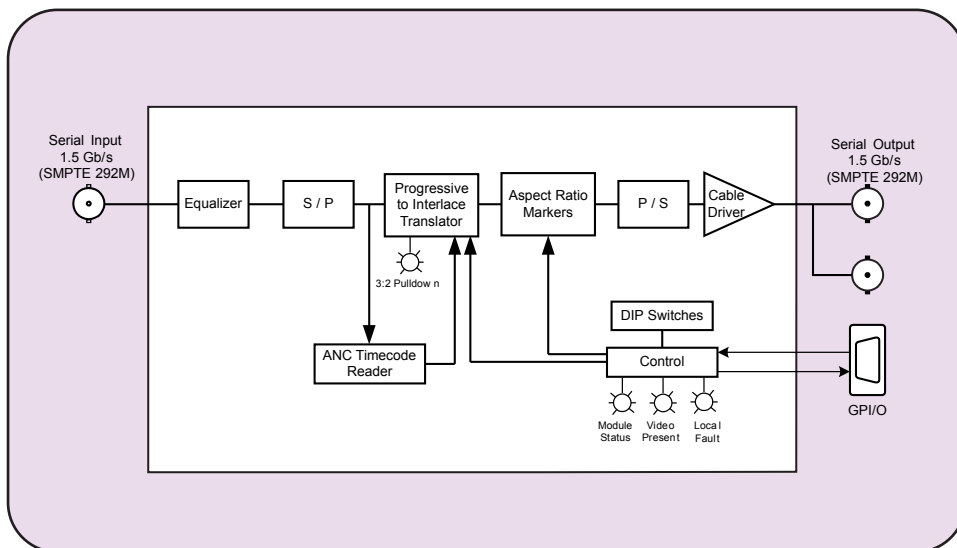 Serial Input
1.5 Gb/s
(SMPTE 292M)
Equalizer
S / P
Progressive
to Interlace
Translator
3:2 Pulldow n
Aspect Ratio
Markers
P / S
Cable
Driver
Serial Output
1.5 Gb/s
(SMPTE 292M)
ANC Timecode
Reader
DIP Switches
Control
Module
Status
Video
Present
Local
Fault
GPI/O